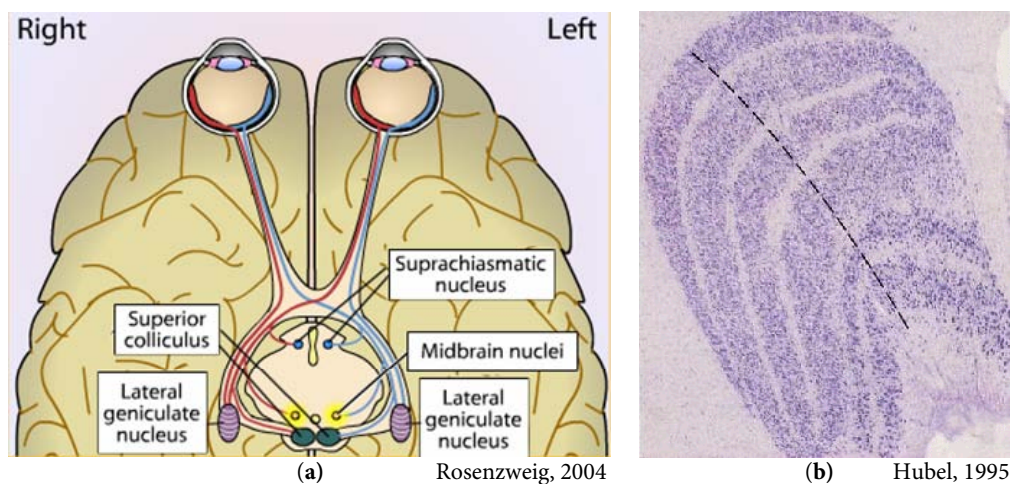 Right
Left
Suprachiasmatic
nucleus
Superior
colliculus
Midbrain nuclei
Lateral
geniculate
nucleus
Lateral
geniculate
nucleus
(a) Rosenzweig, 2004
(b) Hubel, 1995